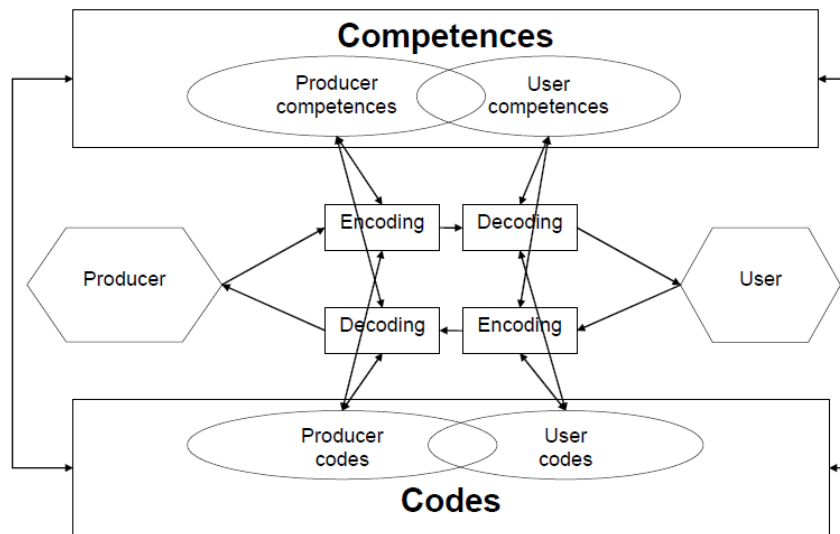 Competences
Producer
competences
User
competences
Encoding
Decoding
Producer
User
Decoding
Encoding
Producer
codes
User
codes
Codes